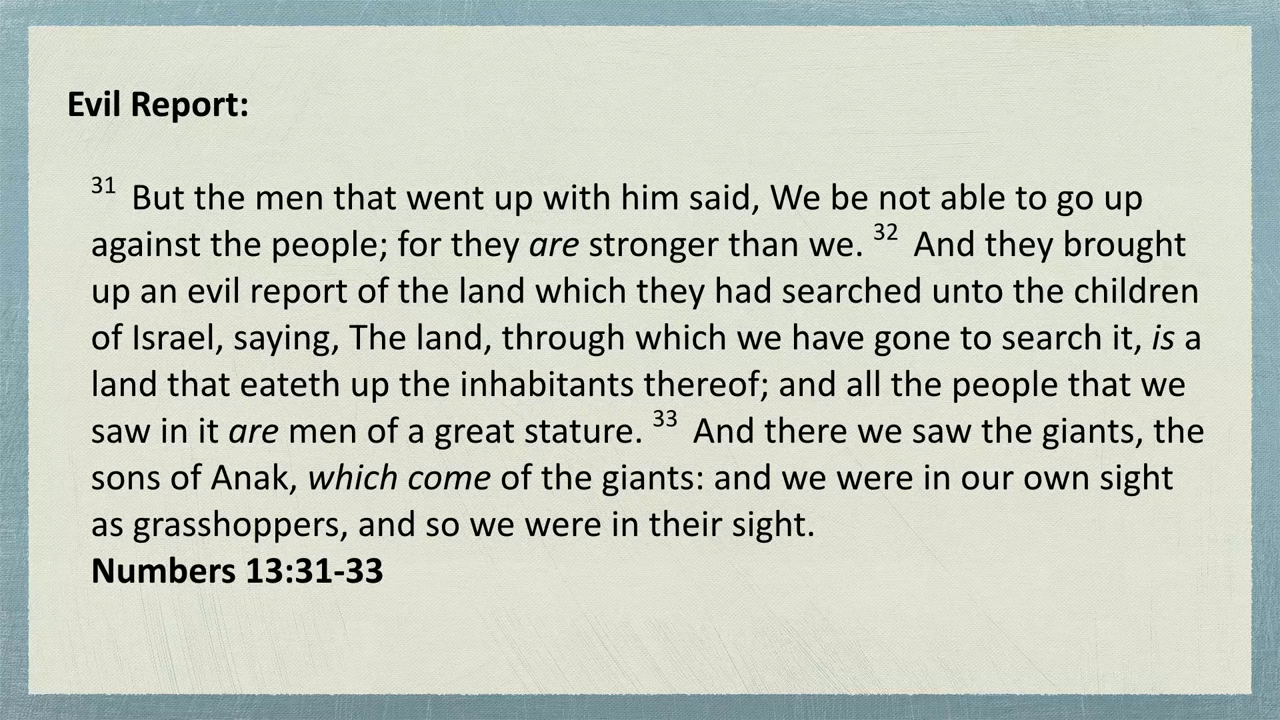 Evil Report:
31 But the men that went up with him said, We be not able to go up
against the people; for they are stronger than we. 32 And they brought
up an evil report of the land which they had searched unto the children
of Israel, saying, The land, through which we have gone to search it, is a
land that eateth up the inhabitants thereof; and all the people that we
saw in it are men of a great stature. 33 And there we saw the giants, the
sons of Anak, which come of the giants: and we were in our own sight
as grasshoppers, and so we were in their sight.
Numbers 13:31-33